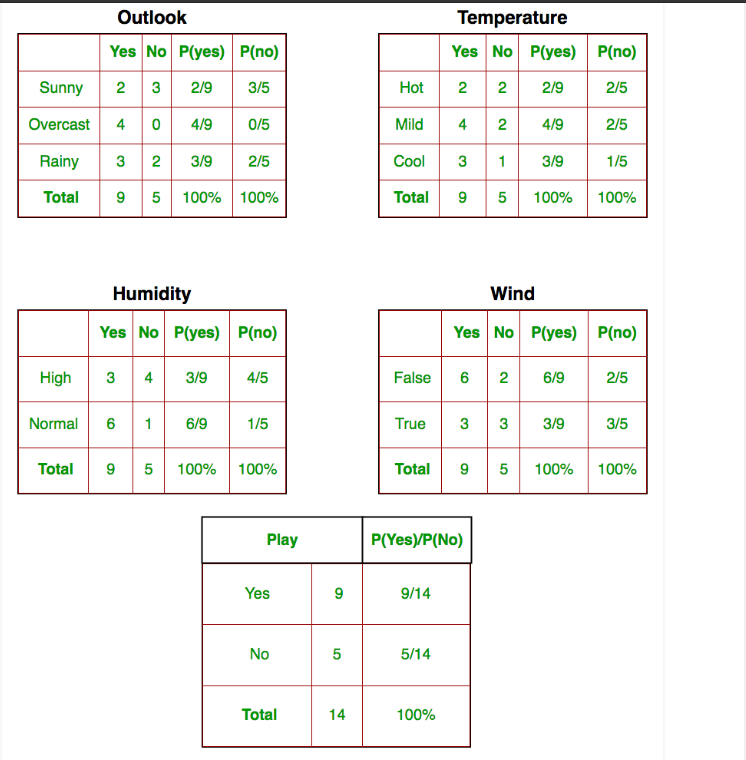 Outlook
Yes No P(yes) P(no)
Sunny 2 3 2/9 3/5
Overcast 4 0 4/9 0/5
Rainy 3 2 3/9 2/5
Total 9 5 100% 100%
Temperature
Yes No P(yes) P(no)
Hot 2 2 2/9 2/5
Mild 4 2 4/9 2/5
Cool 3 1 3/9 1/5
Total 9 5 100% 100%
Humidity
Yes No P(yes) P(no)
High 3 4 3/9 4/5
Normal 6 1 6/9 1/5
Total 9 5 100% 100%
Wind
Yes No P(yes) P(no)
False 6 2 6/9 2/5
True 3 3 3/9 3/5
Total 9 5 100% 100%
Play P(Yes)/P(No)
Yes 9 9/14
No 5 5/14
Total 14 100%